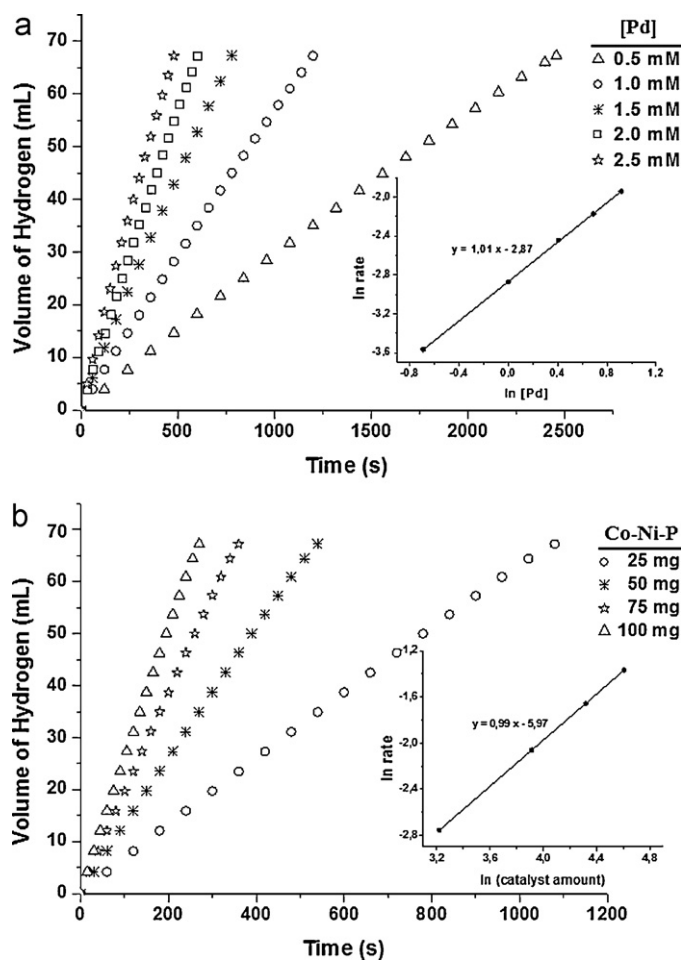 a
Volume of Hydrogen (mL)
70
60
50
40
30
20
10
0
[Pd]
0.5 mM
1.0 mM
1.5 mM
2.0 mM
2.5 mM
ln rate
-2,0
-2,4
-2,8
-3,2
-3,6
y = 1,01 x - 2,87
-0,8 -0,4 0,0 0,4 0,8 1,2
ln [Pd]
0 500 1000 1500 2000 2500
Time (s)
b
Volume of Hydrogen (mL)
70
60
50
40
30
20
10
0
Co-Ni-P
25 mg
50 mg
75 mg
100 mg
ln rate
-1,2
-1,6
-2,0
-2,4
-2,8
y = 0,99 x - 5,97
3,2 3,6 4,0 4,4 4,8
ln (catalyst amount)
0 200 400 600 800 1000 1200
Time (s)